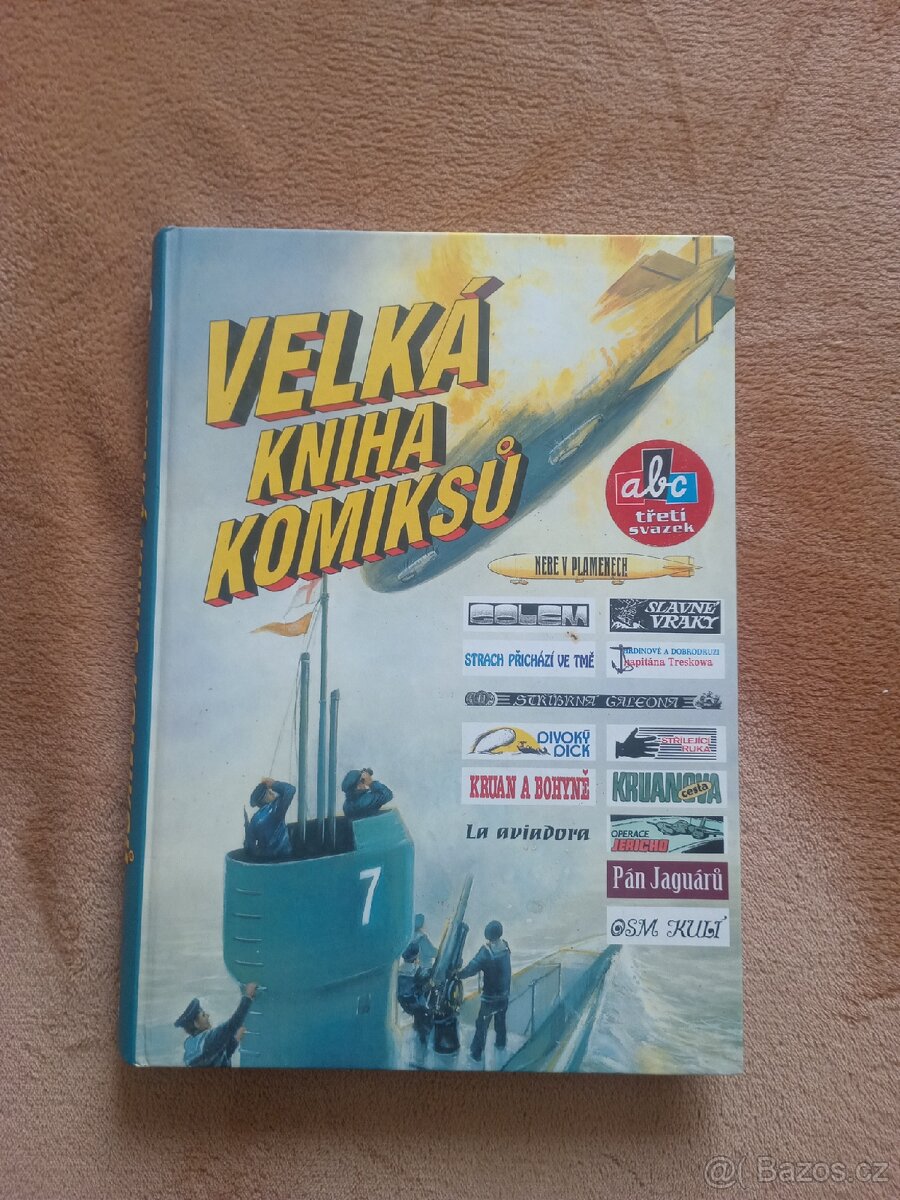 VELKÁ
KNIHA
KOMIKSŮ
abc
třetí
svazek
NEBE V PLAMENECH
GOLEM
SLAVNÉ
VRAKY
STRACH PŘICHÁZÍ VE TMĚ
HRDINOVÉ A DOBRODRUZI
kapitána Treskowa
STŘÍBRNÁ GALEONA
DIVOKÝ
DICK
STŘÍLEJÍCÍ
RUKA
KRUAN A BOHYNĚ
KRUANOVA
cesta
La aviadora
OPERACE
JERICHO
Pán Jaguárů
OSM KULÍ
7
@( Bazos.cz